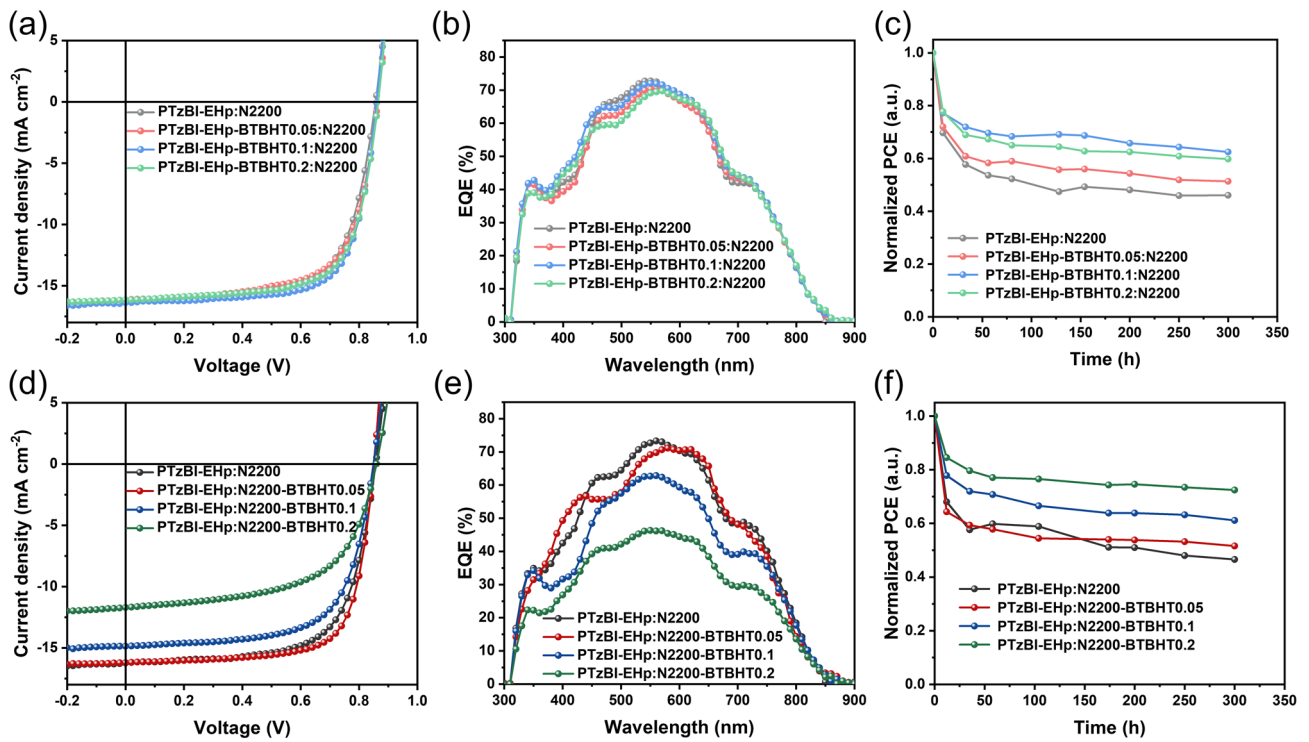 (a)
5
0
-5
-10
-15
Current density (mA cm⁻²)
PTzBI-EHp:N2200
PTzBI-EHp-BTBHT0.05:N2200
PTzBI-EHp-BTBHT0.1:N2200
PTzBI-EHp-BTBHT0.2:N2200
-0.2 0.0 0.2 0.4 0.6 0.8 1.0
Voltage (V)
(b)
80
70
60
50
40
30
20
10
0
EQE (%)
PTzBI-EHp:N2200
PTzBI-EHp-BTBHT0.05:N2200
PTzBI-EHp-BTBHT0.1:N2200
PTzBI-EHp-BTBHT0.2:N2200
300 400 500 600 700 800 900
Wavelength (nm)
(c)
1.0
0.8
0.6
0.4
0.2
0.0
Normalized PCE (a.u.)
PTzBI-EHp:N2200
PTzBI-EHp-BTBHT0.05:N2200
PTzBI-EHp-BTBHT0.1:N2200
PTzBI-EHp-BTBHT0.2:N2200
0 50 100 150 200 250 300 350
Time (h)
(d)
5
0
-5
-10
-15
Current density (mA cm⁻²)
PTzBI-EHp:N2200
PTzBI-EHp:N2200-BTBHT0.05
PTzBI-EHp:N2200-BTBHT0.1
PTzBI-EHp:N2200-BTBHT0.2
-0.2 0.0 0.2 0.4 0.6 0.8 1.0
Voltage (V)
(e)
80
70
60
50
40
30
20
10
0
EQE (%)
PTzBI-EHp:N2200
PTzBI-EHp:N2200-BTBHT0.05
PTzBI-EHp:N2200-BTBHT0.1
PTzBI-EHp:N2200-BTBHT0.2
300 400 500 600 700 800 900
Wavelength (nm)
(f)
1.0
0.8
0.6
0.4
0.2
0.0
Normalized PCE (a.u.)
PTzBI-EHp:N2200
PTzBI-EHp:N2200-BTBHT0.05
PTzBI-EHp:N2200-BTBHT0.1
PTzBI-EHp:N2200-BTBHT0.2
0 50 100 150 200 250 300 350
Time (h)